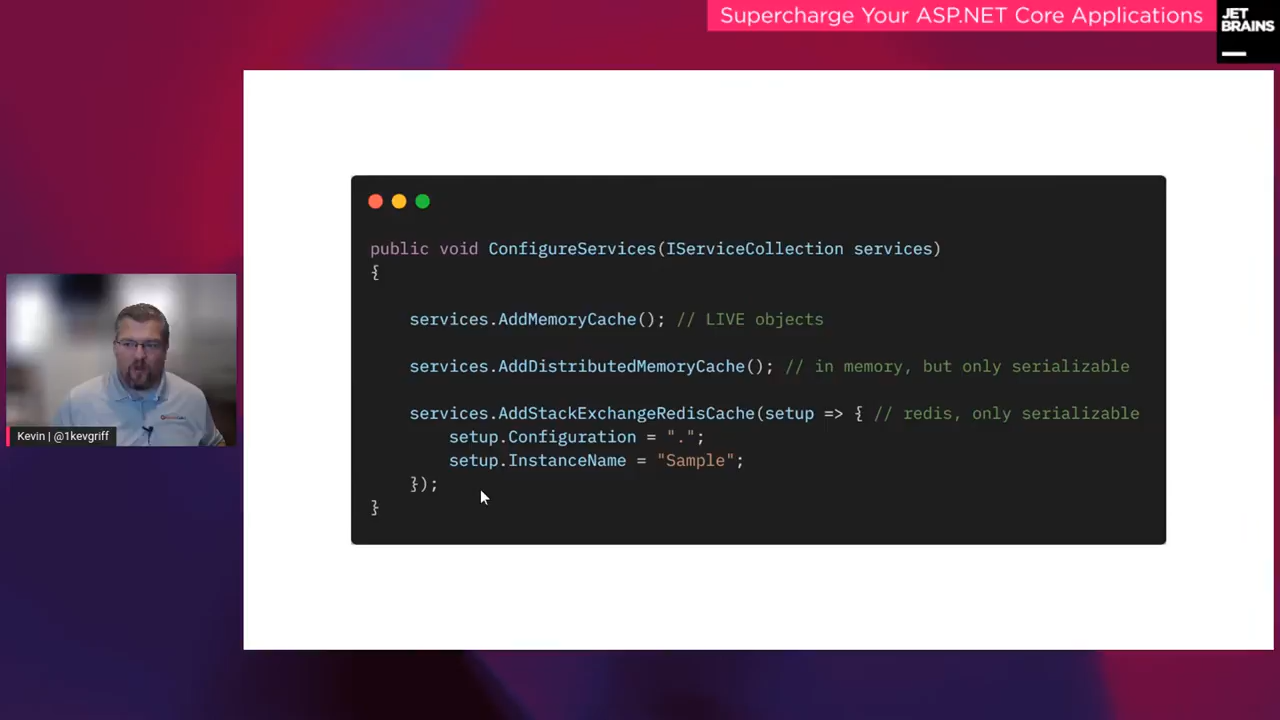 Supercharge Your ASP.NET Core Applications
JET
BRAINS
public void ConfigureServices(IServiceCollection services)
{
services.AddMemoryCache(); // LIVE objects
services.AddDistributedMemoryCache(); // in memory, but only serializable
services.AddStackExchangeRedisCache(setup => { // redis, only serializable
setup.Configuration = ".";
setup.InstanceName = "Sample";
});
}
Kevin | @1kevgriff